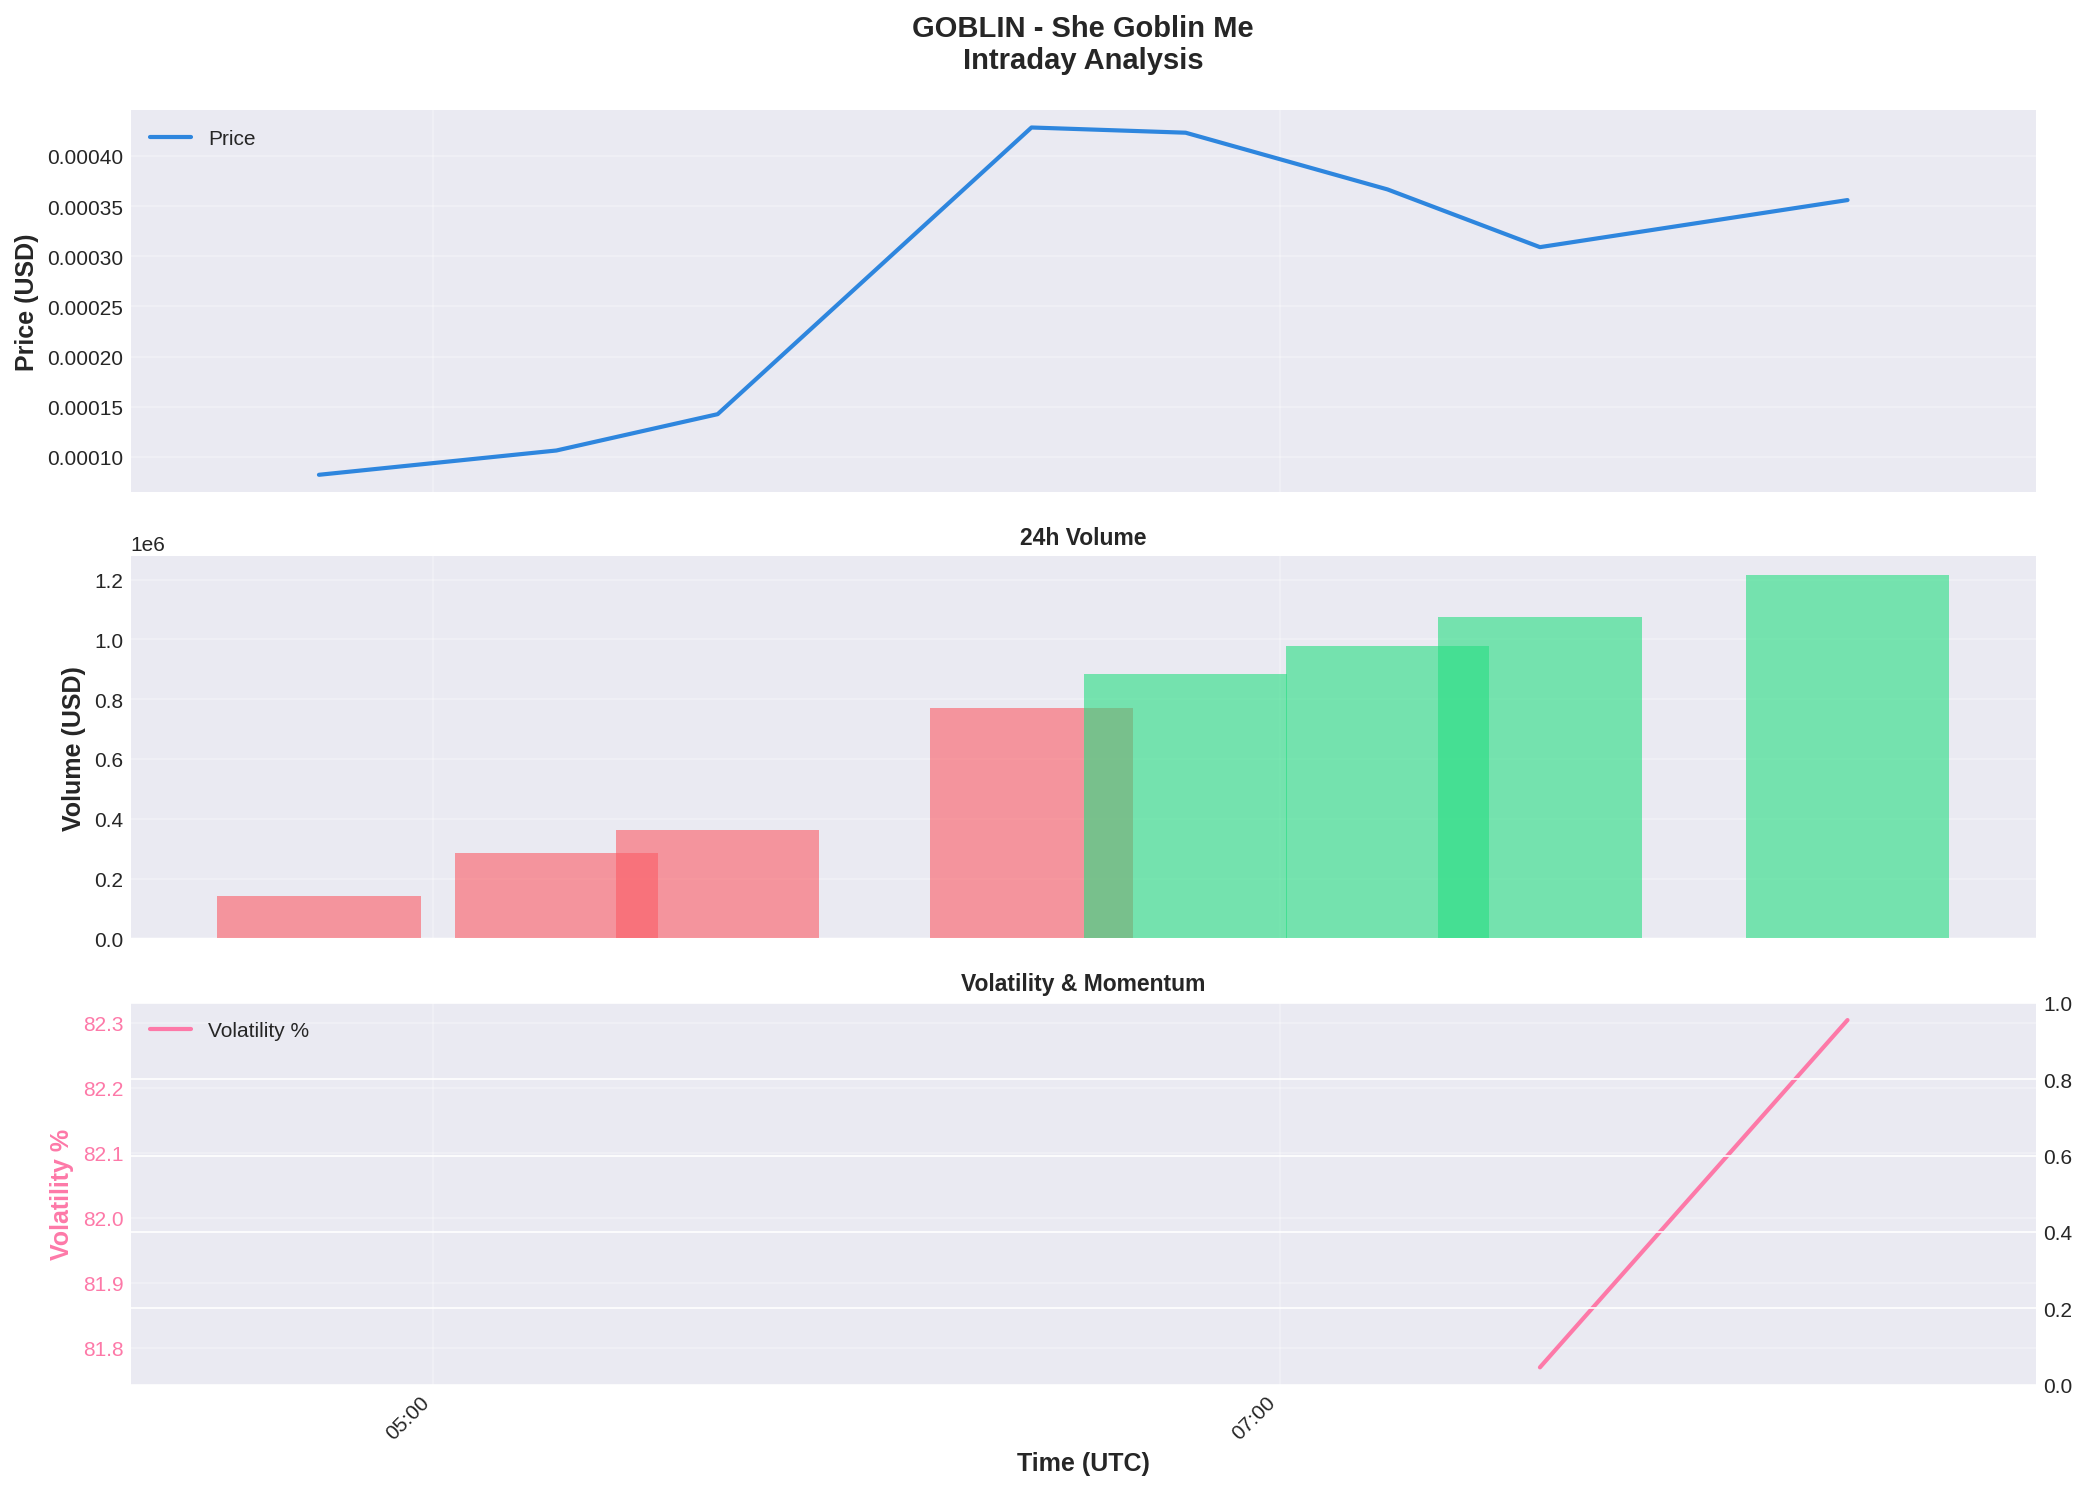 GOBLIN - She Goblin Me
Intraday Analysis
Price
0.00040
0.00035
0.00030
0.00025
0.00020
0.00015
0.00010
Price (USD)
24h Volume
1e6
1.2
1.0
0.8
0.6
0.4
0.2
0.0
Volume (USD)
Volatility & Momentum
Volatility %
82.3
82.2
82.1
82.0
81.9
81.8
Volatility %
1.0
0.8
0.6
0.4
0.2
0.0
05:00
07:00
Time (UTC)